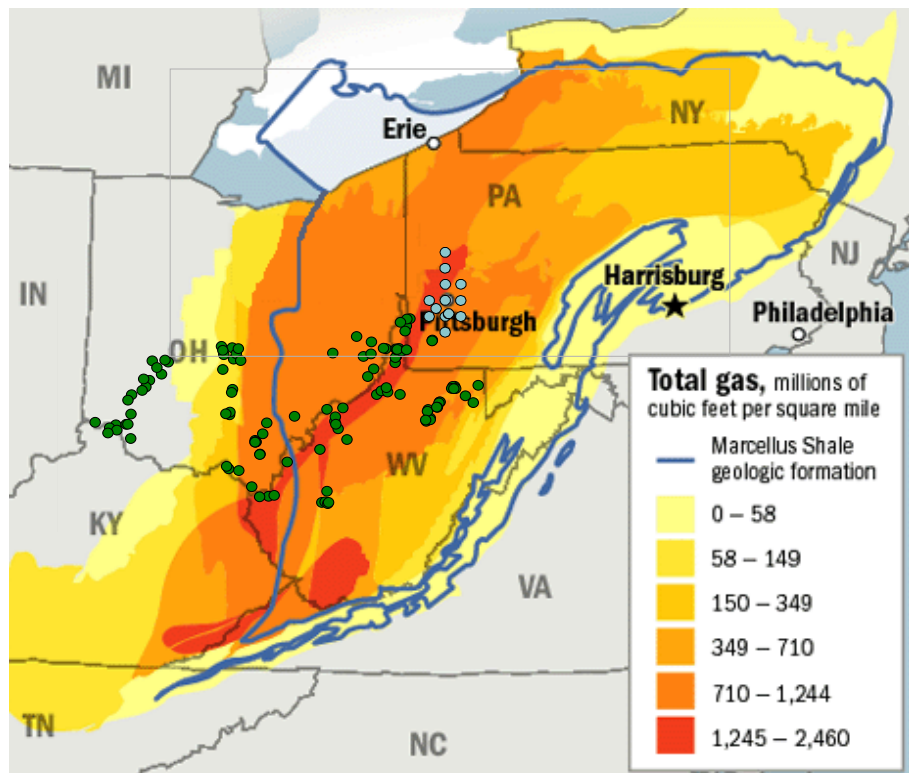 MI
Erie
NY
PA
IN
NJ
Harrisburg
Pittsburgh
Philadelphia
OH
Total gas, millions of
cubic feet per square mile
Marcellus Shale
geologic formation
WV
0 – 58
KY
58 – 149
VA
150 – 349
349 – 710
710 – 1,244
TN
NC
1,245 – 2,460